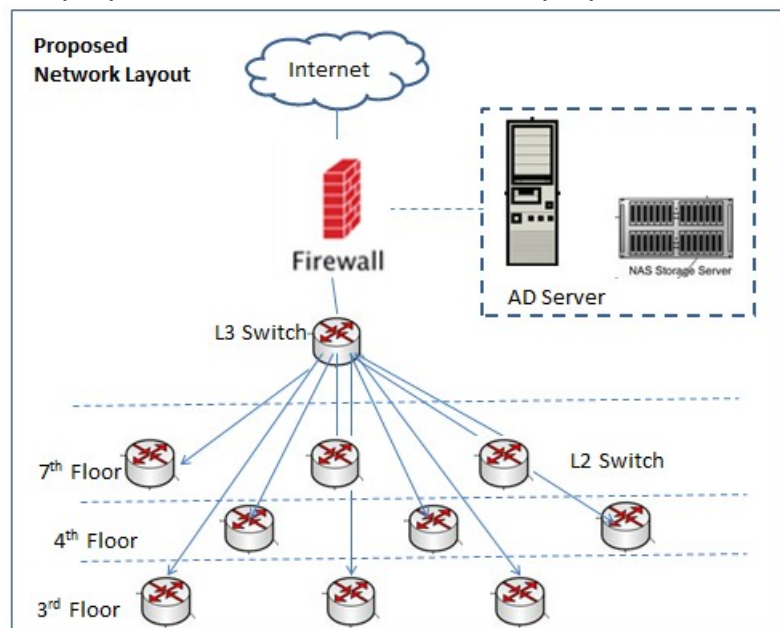 Proposed
Network Layout
Internet
Firewall
NAS Storage Server
AD Server
L3 Switch
7th Floor
L2 Switch
4th Floor
3rd Floor